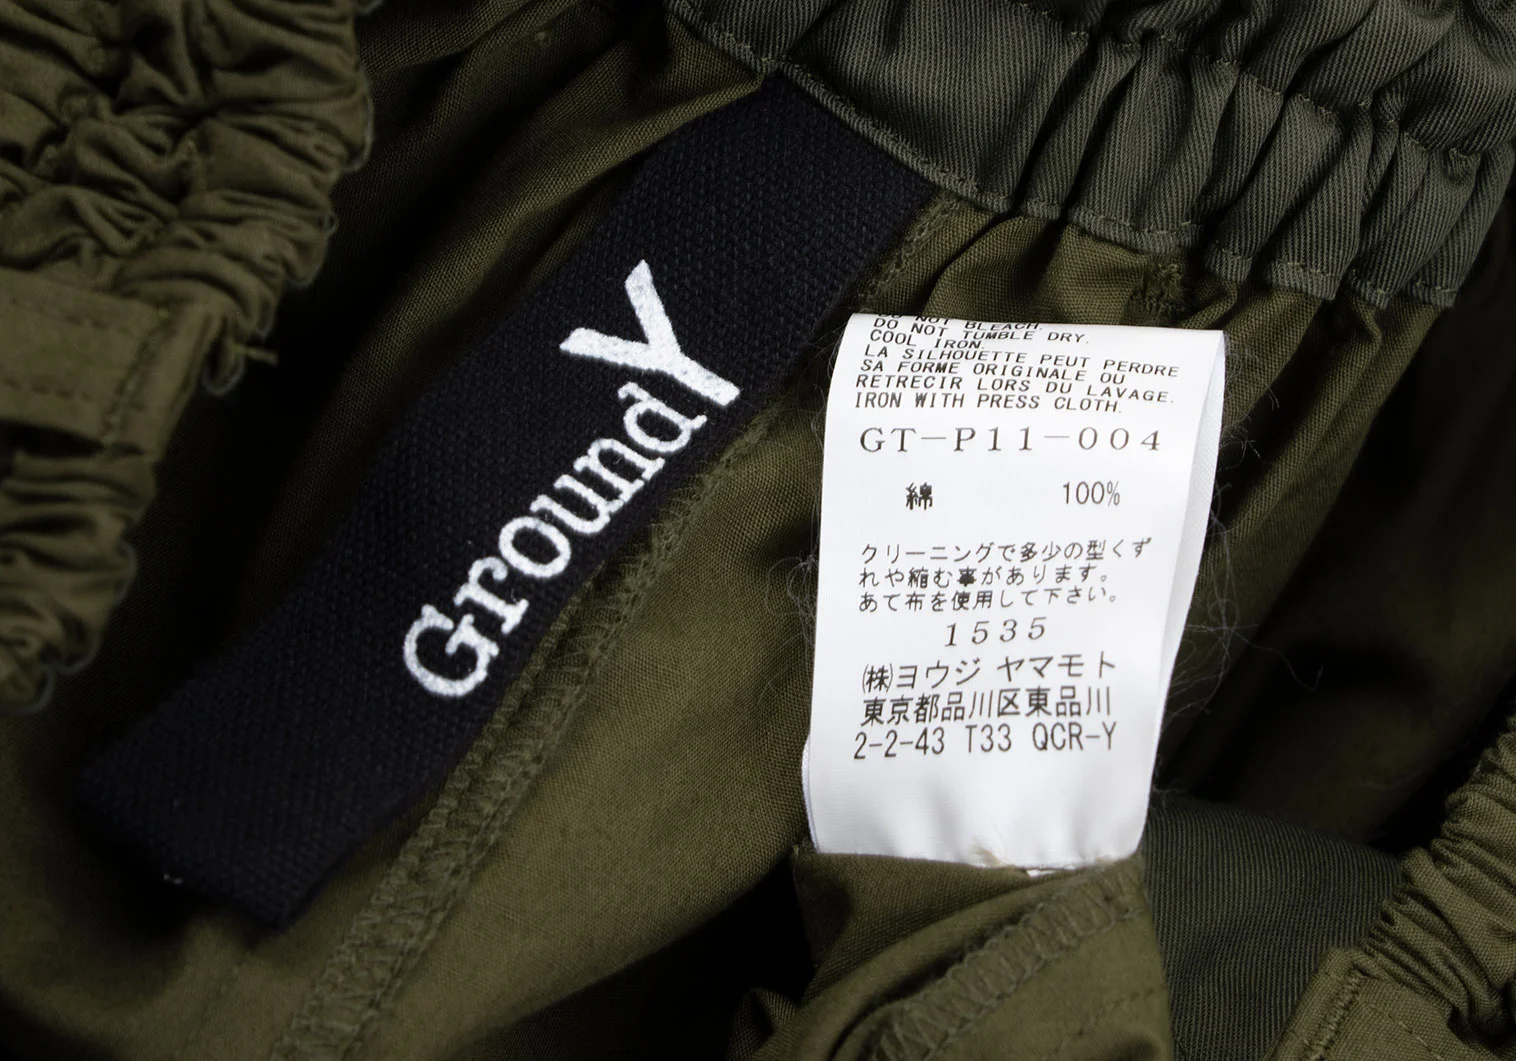 Ground Y
DO NOT BLEACH.
DO NOT TUMBLE DRY.
COOL IRON
LA SILHOUETTE PEUT PERDRE
SA FORME ORIGINALE OU
RETRECIR LORS DU LAVAGE.
IRON WITH PRESS CLOTH.
GT-P11-004
綿 100%
クリーニングで多少の型くず
れや縮む事があります。
あて布を使用して下さい。
1535
㈱ヨウジ ヤマモト
東京都品川区東品川
2-2-43 T33 QCR-Y